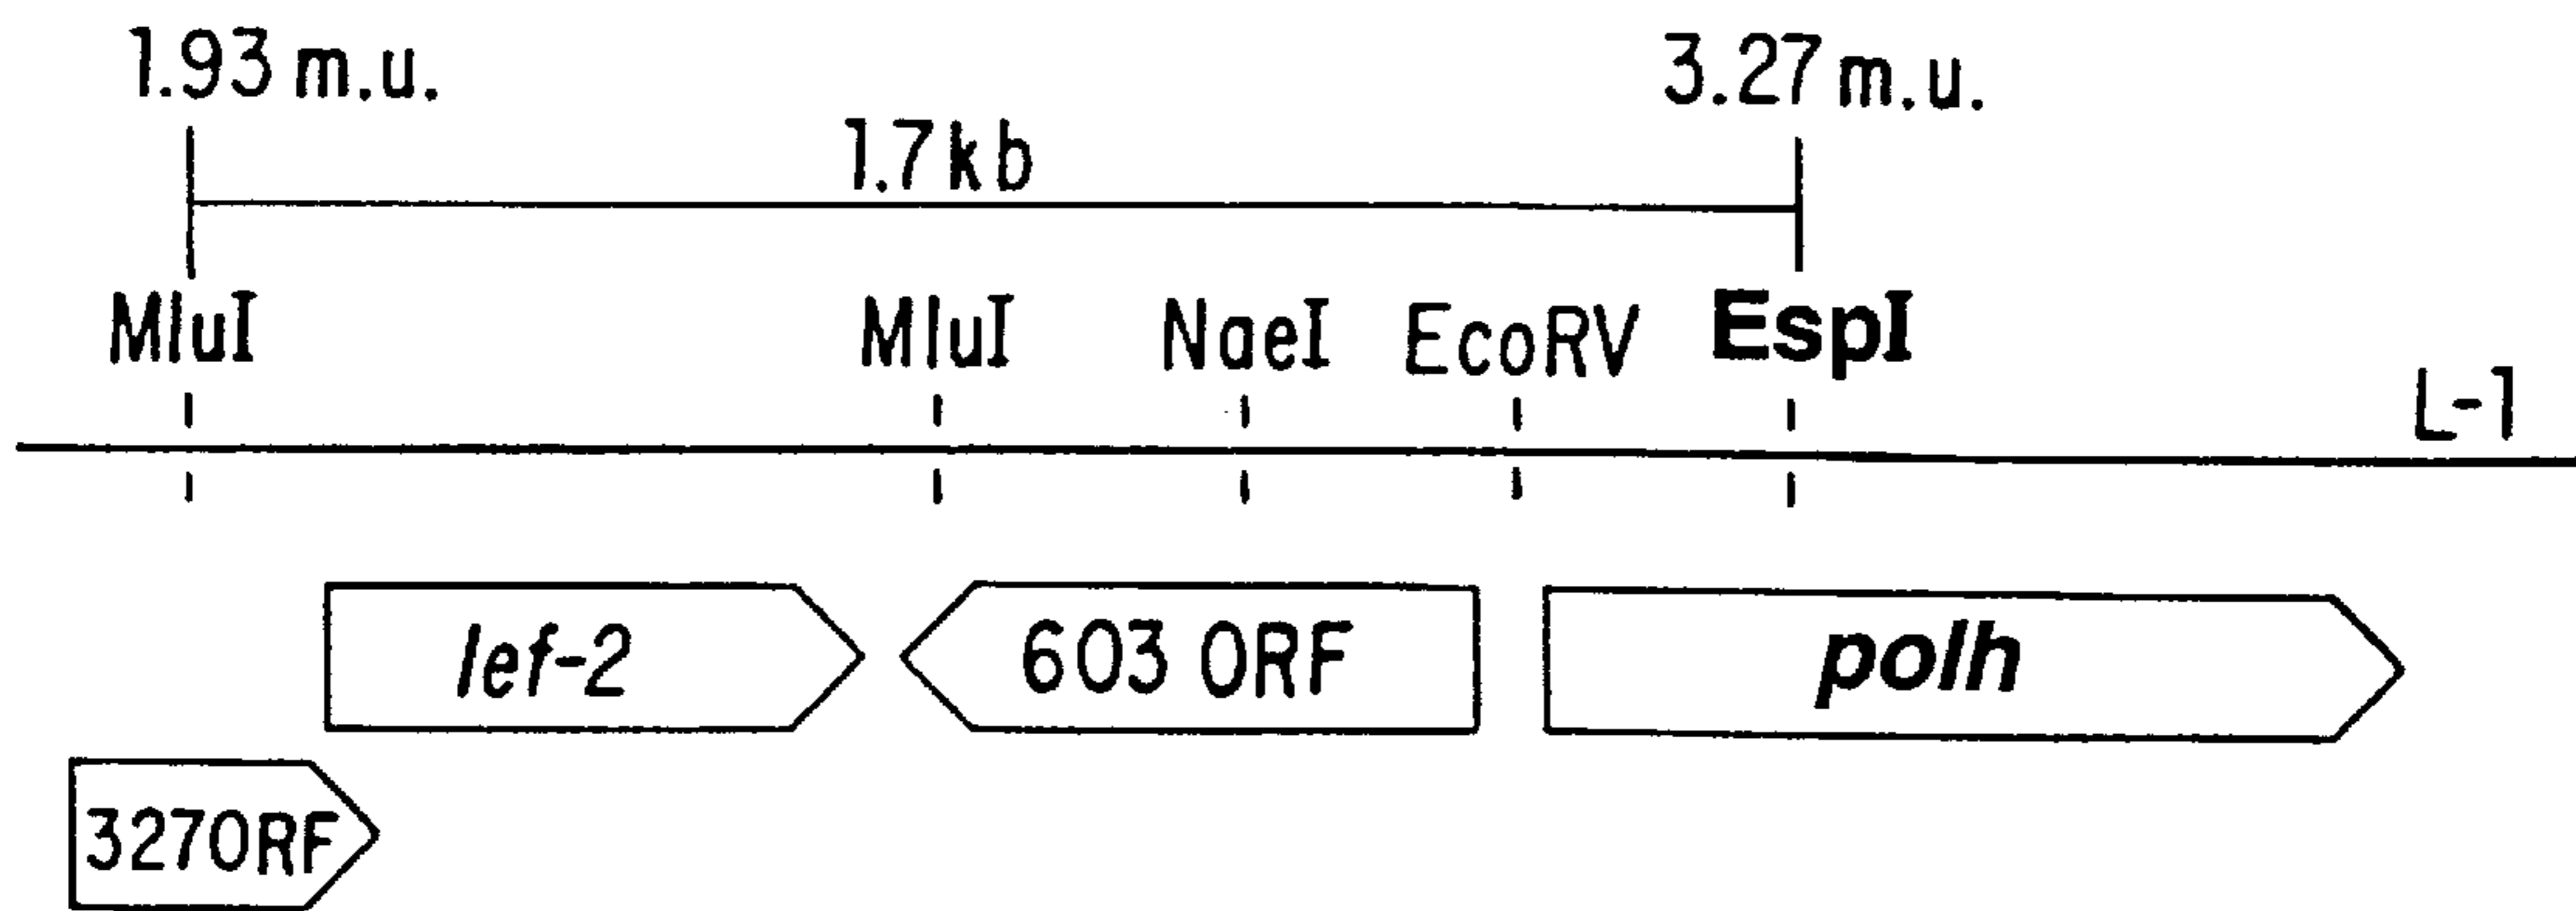 1.93 m.u. 3.27 m.u.
1.7 kb
MluI MluI NaeI EcoRV EspI
L-1
lef-2 603 ORF polh
327ORF